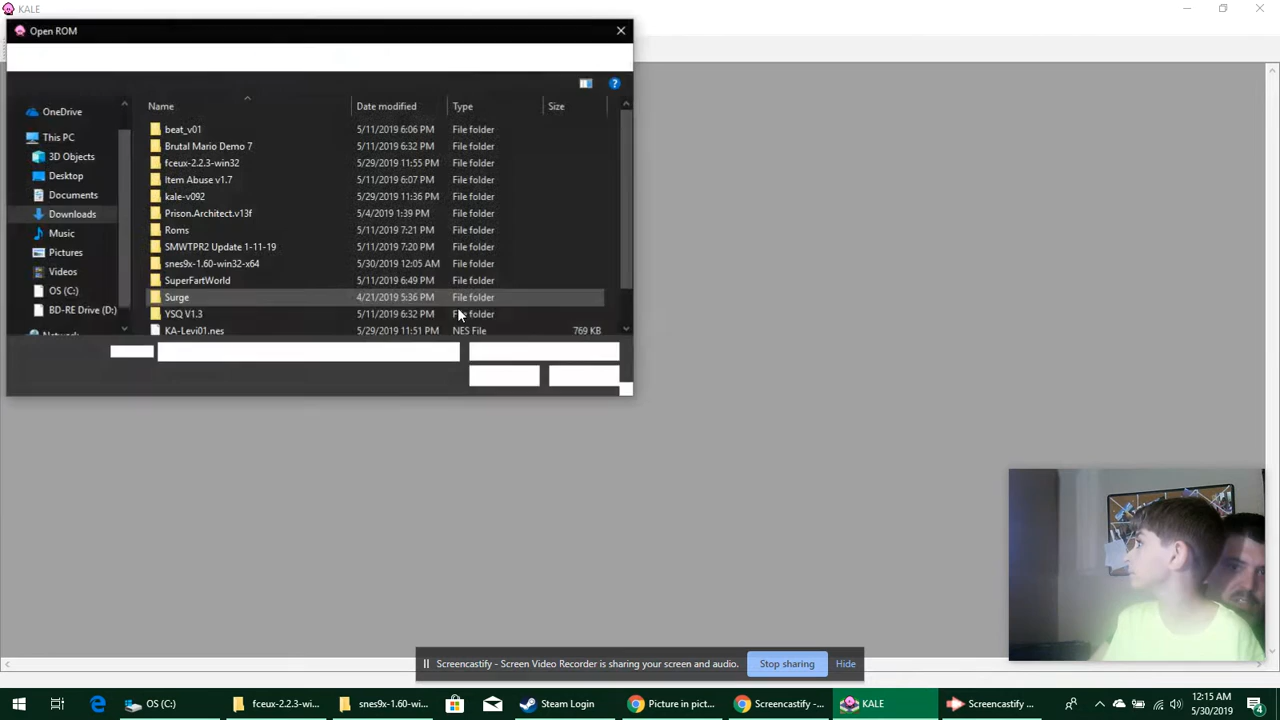 KALE
Open ROM
Name Date modified Type Size
OneDrive
This PC
3D Objects
Desktop
Documents
Downloads
Music
Pictures
Videos
OS (C:)
BD-RE Drive (D:)
beat_v01 5/11/2019 6:06 PM File folder
Brutal Mario Demo 7 5/11/2019 6:32 PM File folder
fceux-2.2.3-win32 5/29/2019 11:55 PM File folder
Item Abuse v1.7 5/11/2019 6:07 PM File folder
kale-v092 5/29/2019 11:36 PM File folder
Prison.Architect.v13f 5/4/2019 1:39 PM File folder
Roms 5/11/2019 7:21 PM File folder
SMWTPR2 Update 1-11-19 5/11/2019 7:20 PM File folder
snes9x-1.60-win32-x64 5/30/2019 12:05 AM File folder
SuperFartWorld 5/11/2019 6:49 PM File folder
Surge 4/21/2019 5:36 PM File folder
YSQ V1.3 5/11/2019 6:32 PM File folder
KA-Levi01.nes 5/29/2019 11:51 PM NES File 769 KB
Screencastify - Screen Video Recorder is sharing your screen and audio. Stop sharing Hide
OS (C:) fceux-2.2.3-wi... snes9x-1.60-wi... Steam Login Picture in pict... Screencastify -... KALE Screencastify ...
12:15 AM
5/30/2019
4